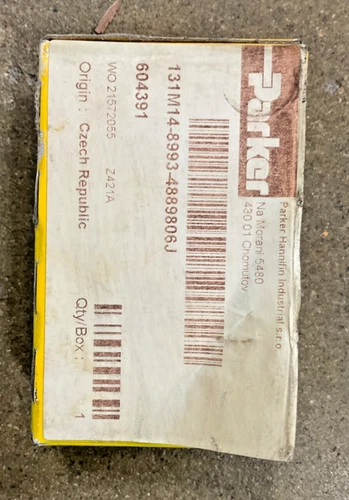 Parker
Parker Hannifin Industrial s.r.o
Na Morani 5480
430 01 Chomutov
131M14-8993-4889806J
604391
WO 21572055 Z421A
Origin : Czech Republic Qty/Box : 1